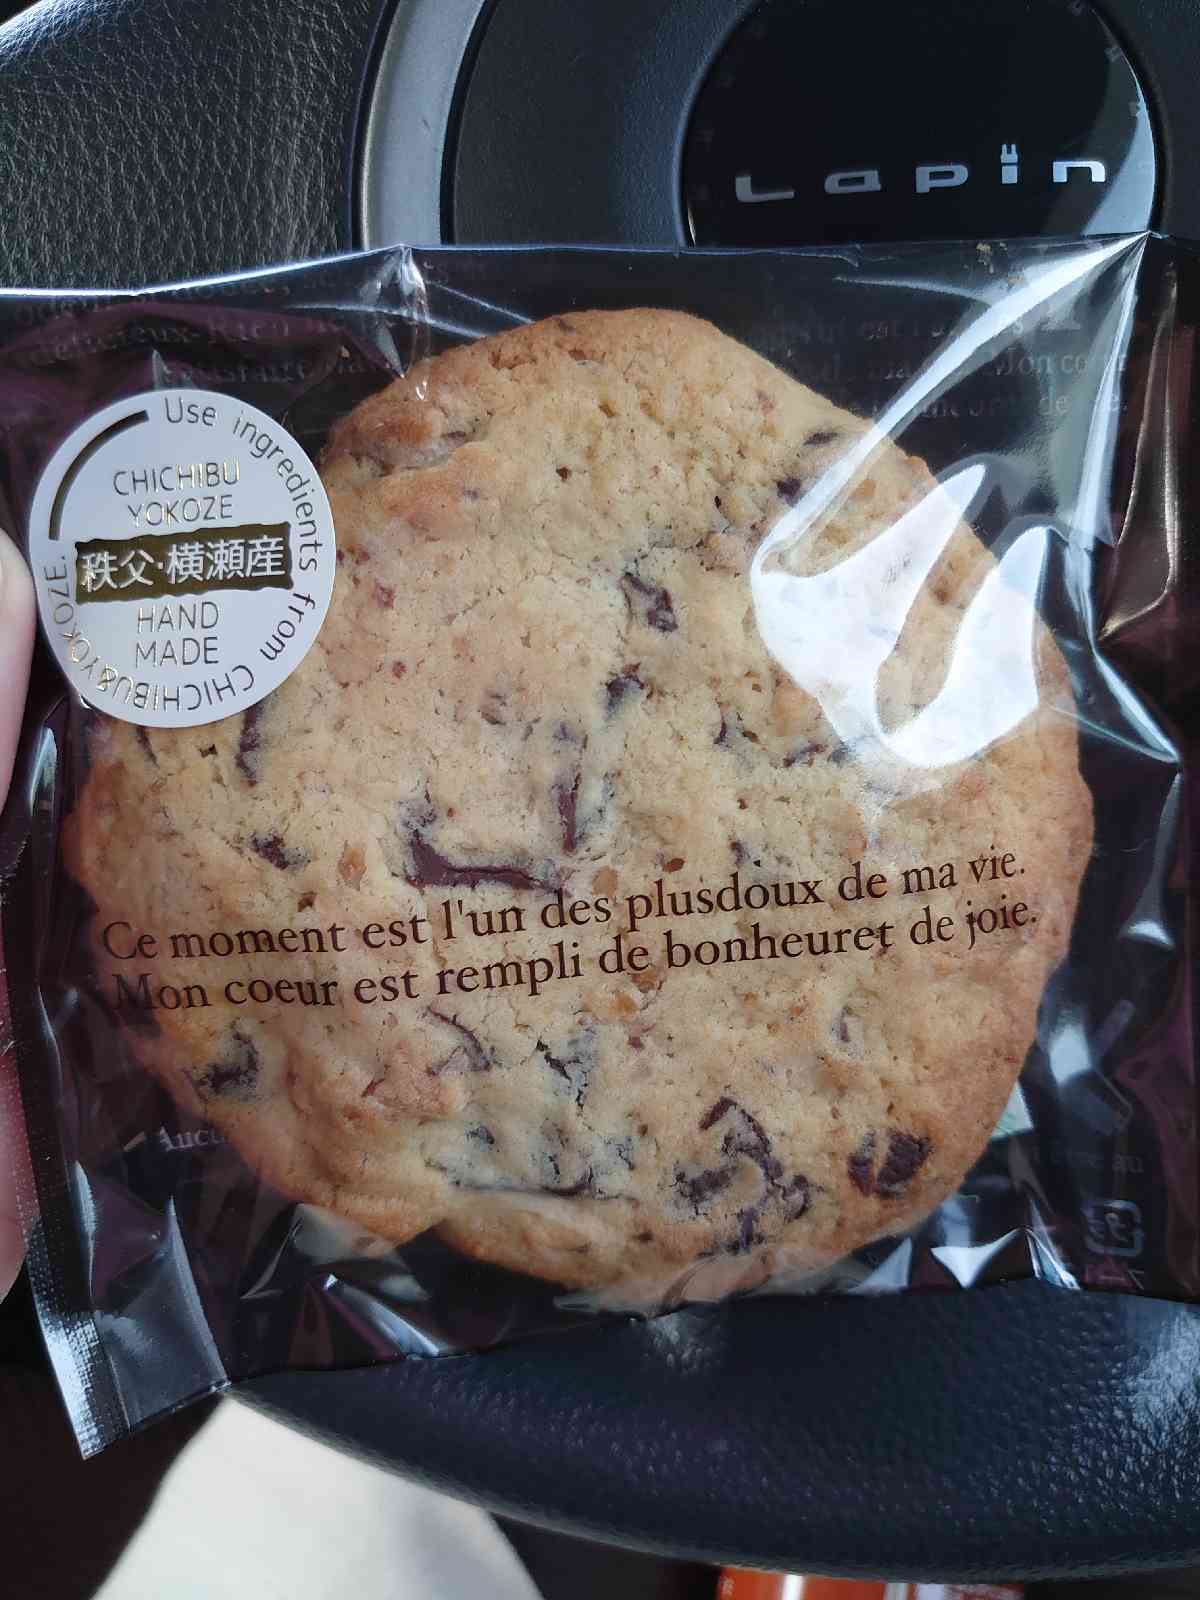 Lapin
Use ingredients from CHICHIBU&YOKOZE.
CHICHIBU
YOKOZE
秩父·横瀬産
HAND
MADE
Ce moment est l'un des plusdoux de ma vie.
Mon coeur est rempli de bonheuret de joie.